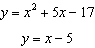 y = x² + 5x − 17
y = x − 5